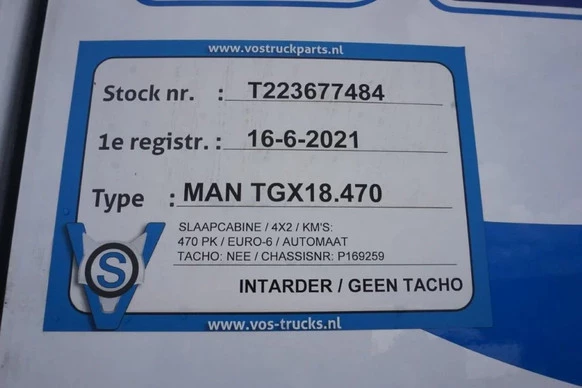 www.vostruckparts.nl
Stock nr. : T223677484
1e registr. : 16-6-2021
Type : MAN TGX18.470
SLAAPCABINE / 4X2 / KM'S:
470 PK / EURO-6 / AUTOMAAT
TACHO: NEE / CHASSISNR: P169259
S
INTARDER / GEEN TACHO
www.vos-trucks.nl